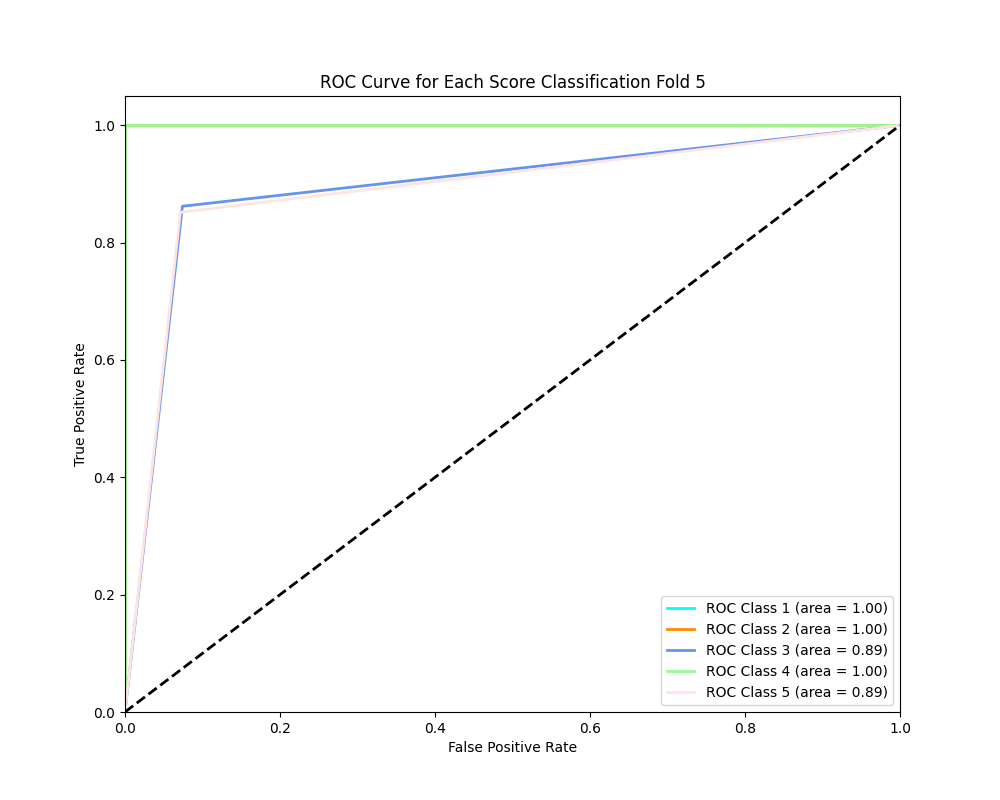 ROC Curve for Each Score Classification Fold 5
True Positive Rate
1.0
0.8
0.6
0.4
0.2
0.0
0.0 0.2 0.4 0.6 0.8 1.0
False Positive Rate
ROC Class 1 (area = 1.00)
ROC Class 2 (area = 1.00)
ROC Class 3 (area = 0.89)
ROC Class 4 (area = 1.00)
ROC Class 5 (area = 0.89)